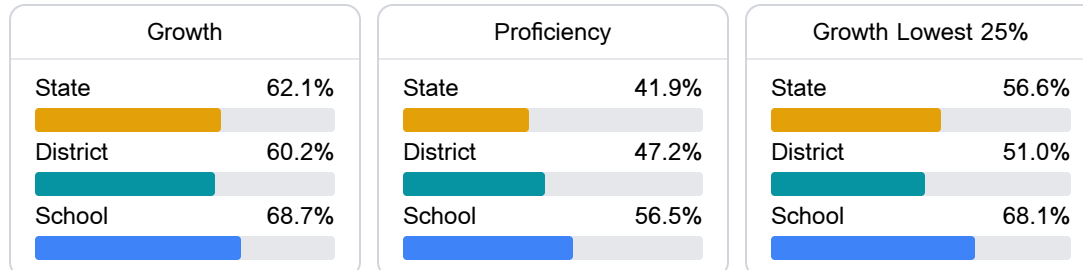 Growth
State 62.1%
District 60.2%
School 68.7%
Proficiency
State 41.9%
District 47.2%
School 56.5%
Growth Lowest 25%
State 56.6%
District 51.0%
School 68.1%